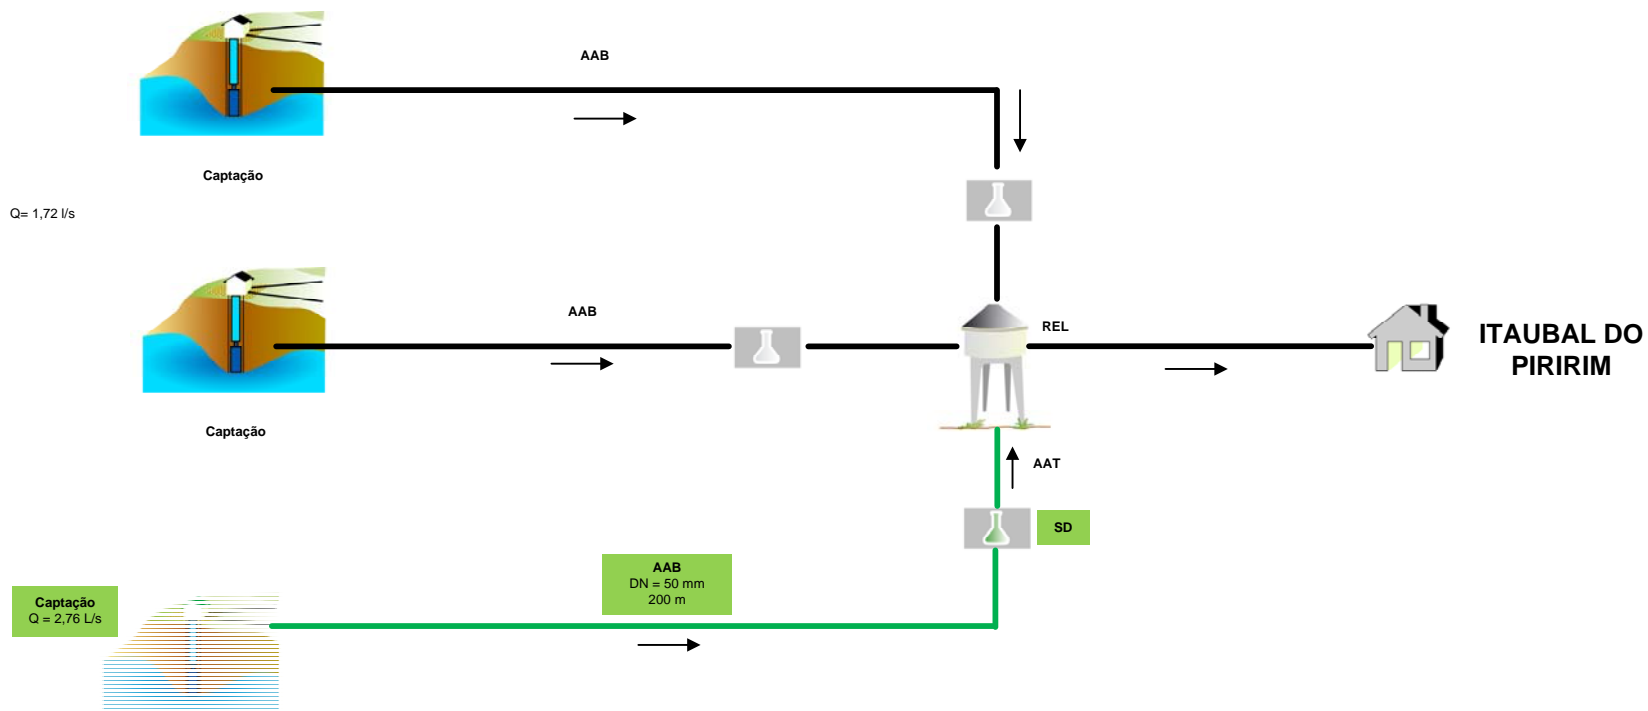 AAB
Captação
Q= 1,72 l/s
AAB
REL
ITAUBAL DO
PIRIRIM
Captação
AAT
SD
AAB
DN = 50 mm
200 m
Captação
Q = 2,76 L/s